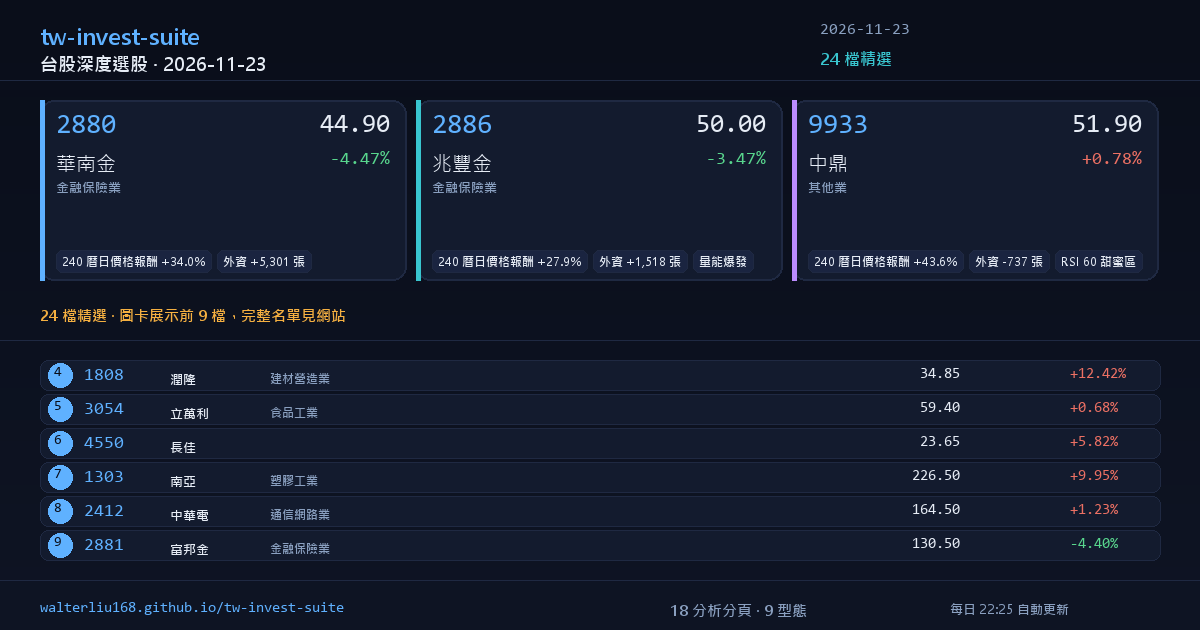 tw-invest-suite
台股深度選股 · 2026-11-23
2026-11-23
24 檔精選
2880 44.90
華南金 -4.47%
金融保險業
240 曆日價格報酬 +34.0% 外資 +5,301 張
2886 50.00
兆豐金 -3.47%
金融保險業
240 曆日價格報酬 +27.9% 外資 +1,518 張 量能爆發
9933 51.90
中鼎 +0.78%
其他業
240 曆日價格報酬 +43.6% 外資 -737 張 RSI 60 甜蜜區
24 檔精選 · 圖卡展示前 9 檔，完整名單見網站
4 1808 潤隆 建材營造業 34.85 +12.42%
5 3054 立萬利 食品工業 59.40 +0.68%
6 4550 長佳 23.65 +5.82%
7 1303 南亞 塑膠工業 226.50 +9.95%
8 2412 中華電 通信網路業 164.50 +1.23%
9 2881 富邦金 金融保險業 130.50 -4.40%
walterliu168.github.io/tw-invest-suite 18 分析分頁 · 9 型態 每日 22:25 自動更新